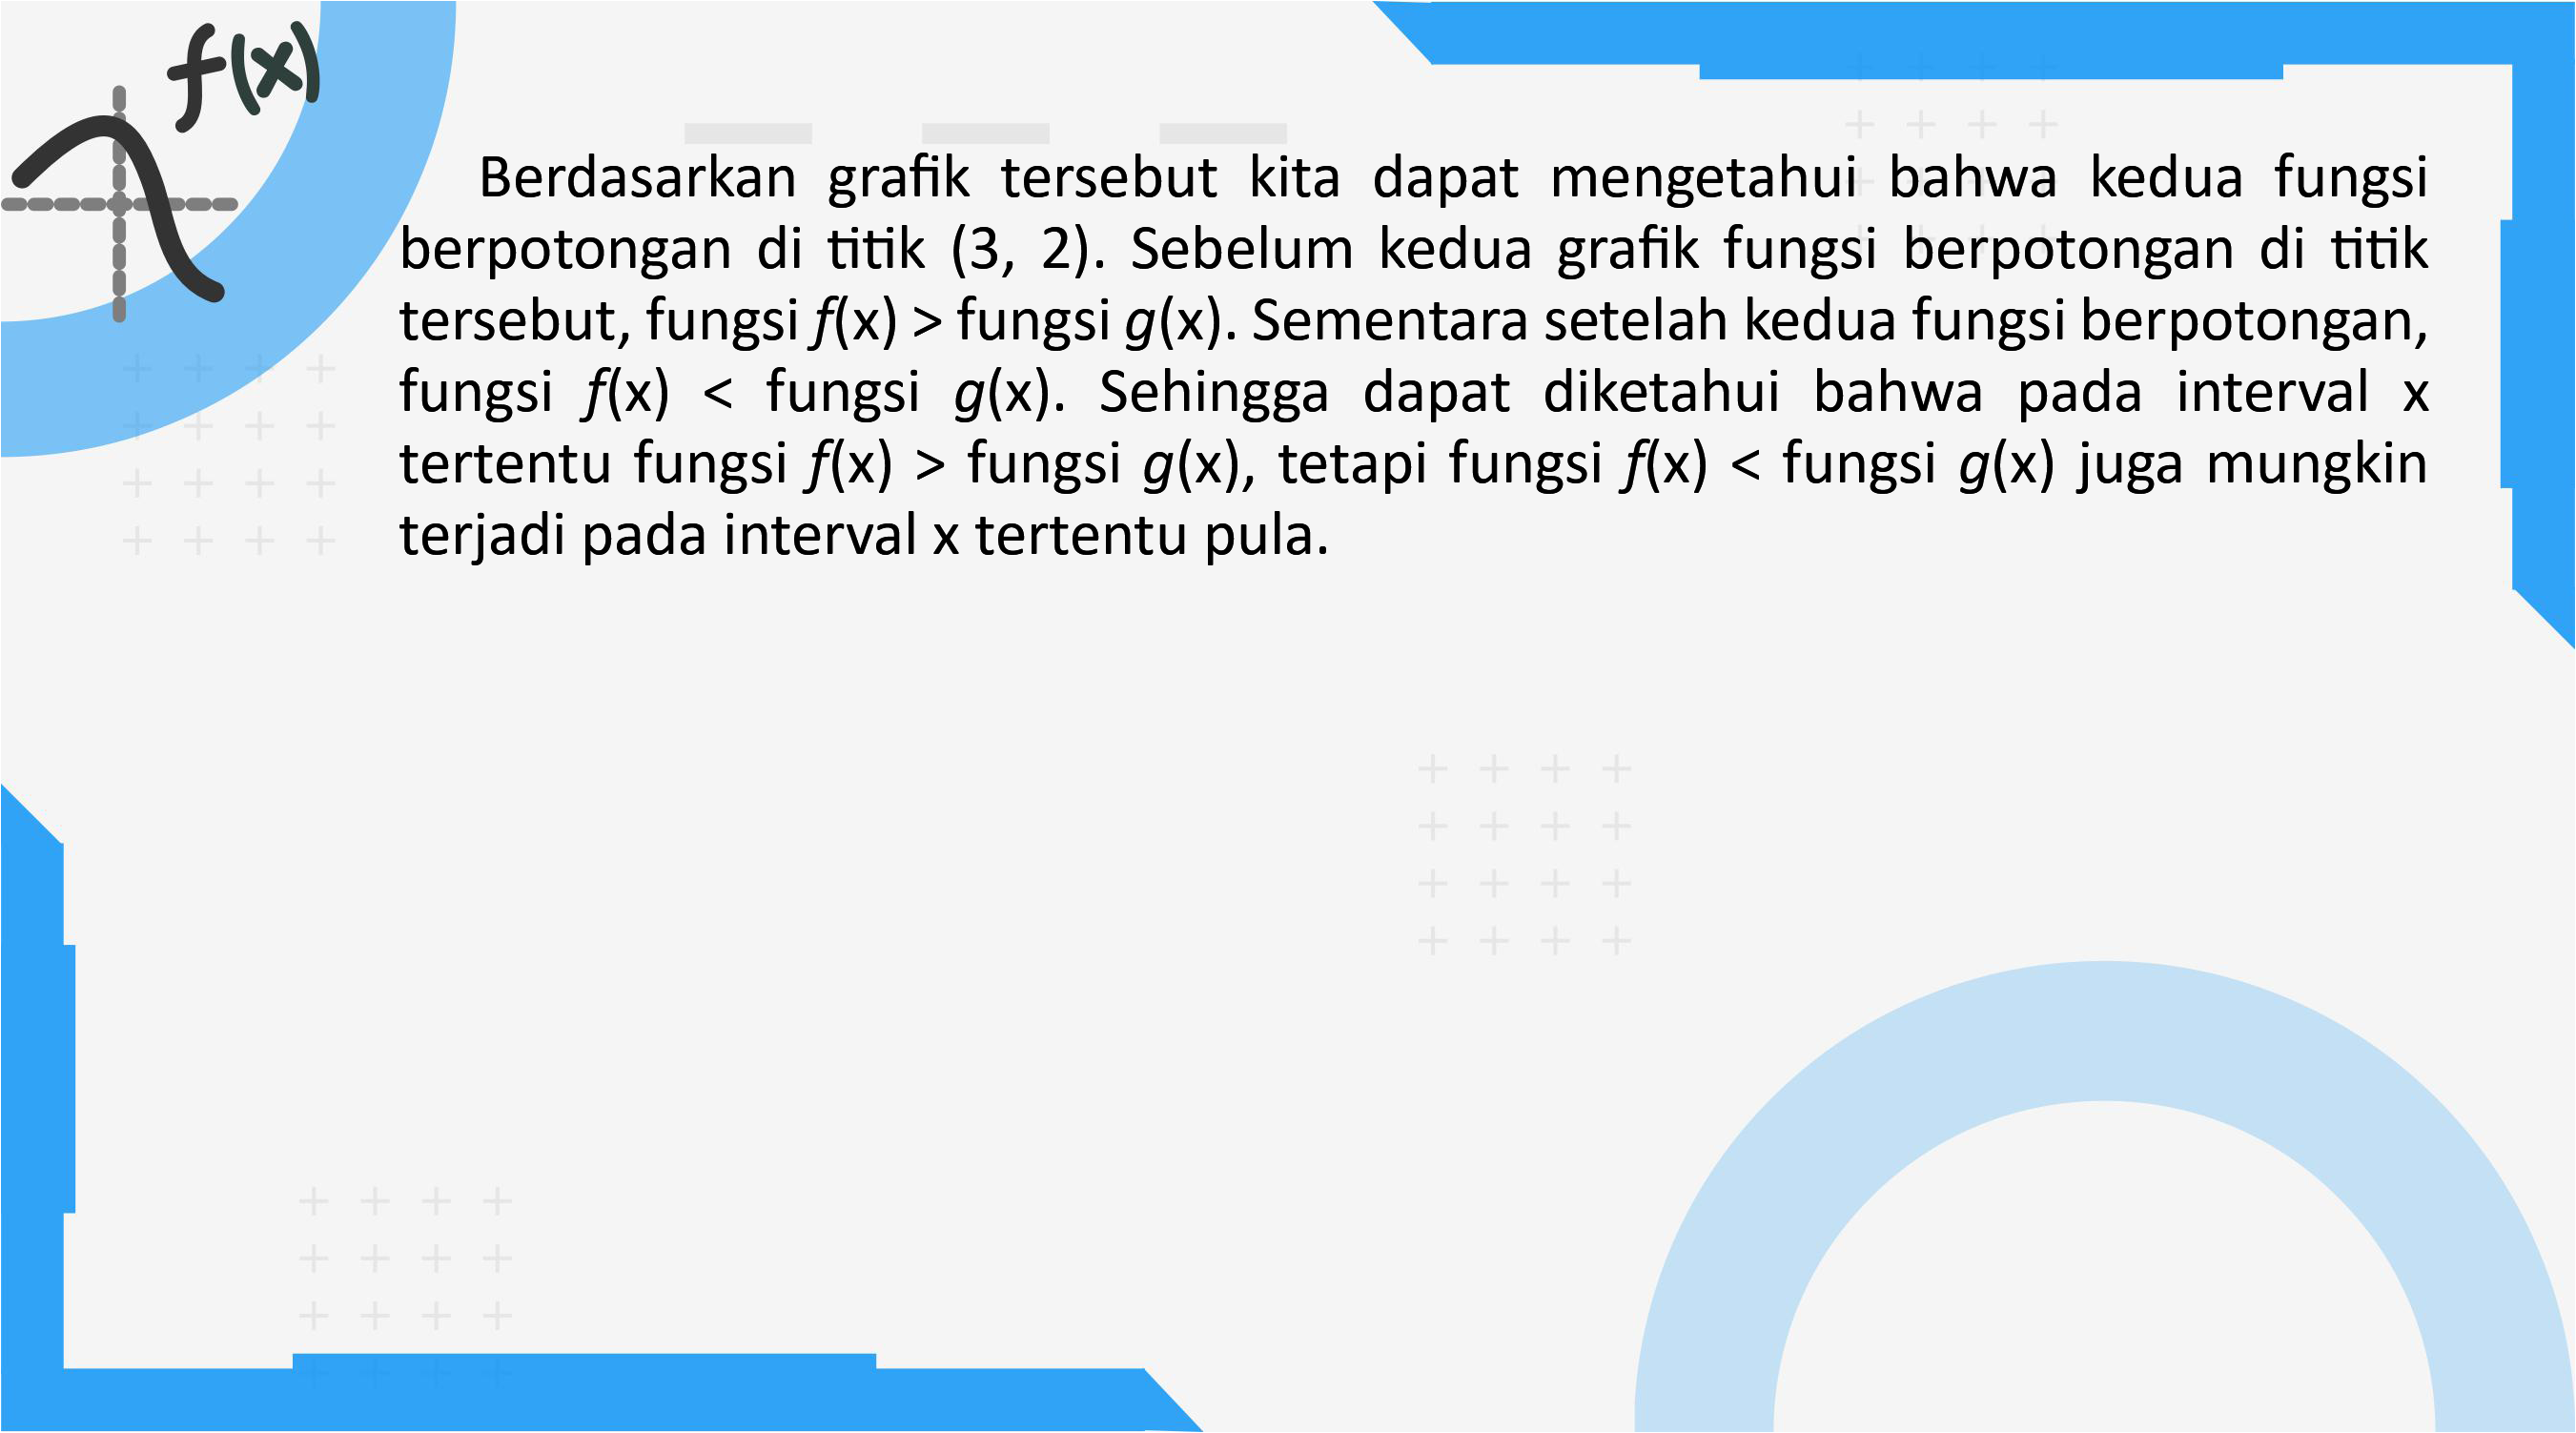 f(x)
Berdasarkan grafik tersebut kita dapat mengetahui bahwa kedua fungsi
berpotongan di titik (3, 2). Sebelum kedua grafik fungsi berpotongan di titik
tersebut, fungsi f(x) > fungsi g(x). Sementara setelah kedua fungsi berpotongan,
fungsi f(x) < fungsi g(x). Sehingga dapat diketahui bahwa pada interval x
tertentu fungsi f(x) > fungsi g(x), tetapi fungsi f(x) < fungsi g(x) juga mungkin
terjadi pada interval x tertentu pula.